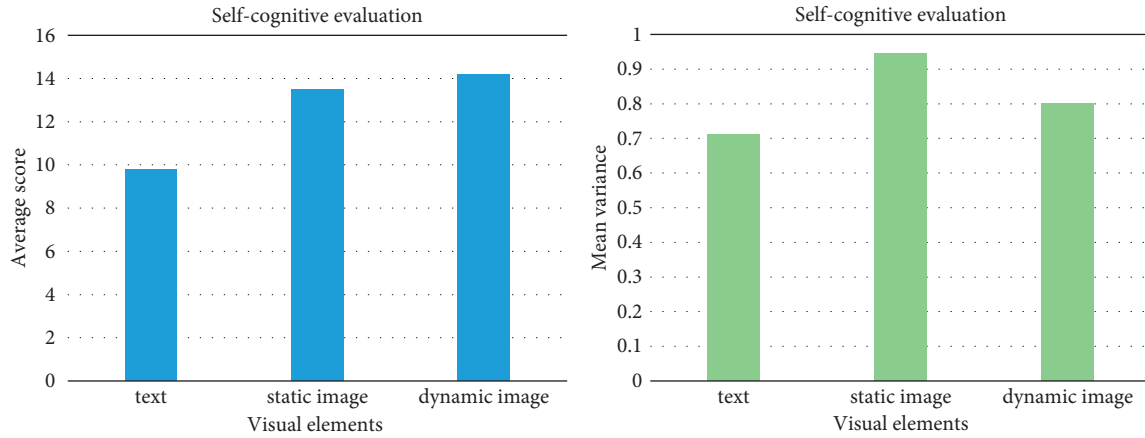 Self-cognitive evaluation
16
14
12
10
8
6
4
2
0
Average score
text
static image
dynamic image
Visual elements
Self-cognitive evaluation
1
0.9
0.8
0.7
0.6
0.5
0.4
0.3
0.2
0.1
0
Mean variance
text
static image
dynamic image
Visual elements